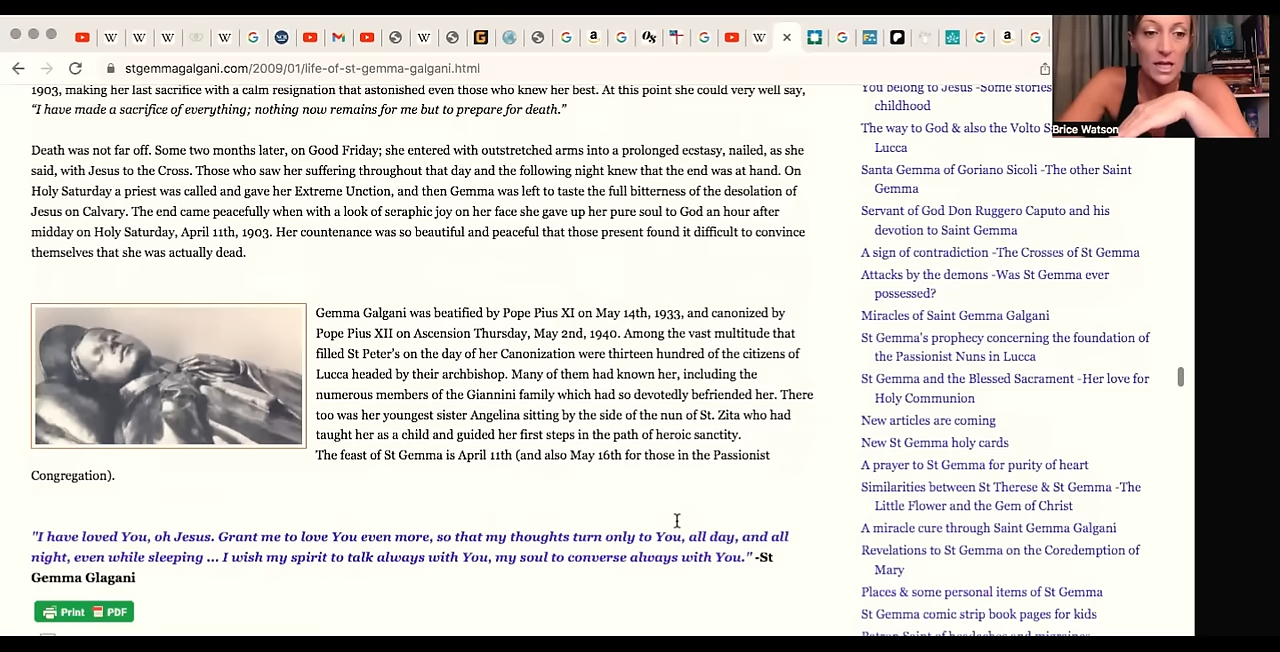 stgemmagalgani.com/2009/01/life-of-st-gemma-galgani.html
Brice Watson
1903, making her last sacrifice with a calm resignation that astonished even those who knew her best. At this point she could very well say,
“I have made a sacrifice of everything; nothing now remains for me but to prepare for death.”
Death was not far off. Some two months later, on Good Friday; she entered with outstretched arms into a prolonged ecstasy, nailed, as she
said, with Jesus to the Cross. Those who saw her suffering throughout that day and the following night knew that the end was at hand. On
Holy Saturday a priest was called and gave her Extreme Unction, and then Gemma was left to taste the full bitterness of the desolation of
Jesus on Calvary. The end came peacefully when with a look of seraphic joy on her face she gave up her pure soul to God an hour after
midday on Holy Saturday, April 11th, 1903. Her countenance was so beautiful and peaceful that those present found it difficult to convince
themselves that she was actually dead.
Gemma Galgani was beatified by Pope Pius XI on May 14th, 1933, and canonized by
Pope Pius XII on Ascension Thursday, May 2nd, 1940. Among the vast multitude that
filled St Peter's on the day of her Canonization were thirteen hundred of the citizens of
Lucca headed by their archbishop. Many of them had known her, including the
numerous members of the Giannini family which had so devotedly befriended her. There
too was her youngest sister Angelina sitting by the side of the nun of St. Zita who had
taught her as a child and guided her first steps in the path of heroic sanctity.
The feast of St Gemma is April 11th (and also May 16th for those in the Passionist
Congregation).
"I have loved You, oh Jesus. Grant me to love You even more, so that my thoughts turn only to You, all day, and all
night, even while sleeping ... I wish my spirit to talk always with You, my soul to converse always with You." -St
Gemma Glagani
Print PDF
You belong to Jesus -Some stories
childhood
The way to God & also the Volto S
Lucca
Santa Gemma of Goriano Sicoli -The other Saint
Gemma
Servant of God Don Ruggero Caputo and his
devotion to Saint Gemma
A sign of contradiction -The Crosses of St Gemma
Attacks by the demons -Was St Gemma ever
possessed?
Miracles of Saint Gemma Galgani
St Gemma's prophecy concerning the foundation of
the Passionist Nuns in Lucca
St Gemma and the Blessed Sacrament -Her love for
Holy Communion
New articles are coming
New St Gemma holy cards
A prayer to St Gemma for purity of heart
Similarities between St Therese & St Gemma -The
Little Flower and the Gem of Christ
A miracle cure through Saint Gemma Galgani
Revelations to St Gemma on the Coredemption of
Mary
Places & some personal items of St Gemma
St Gemma comic strip book pages for kids
Patron Saint of headaches and migraines